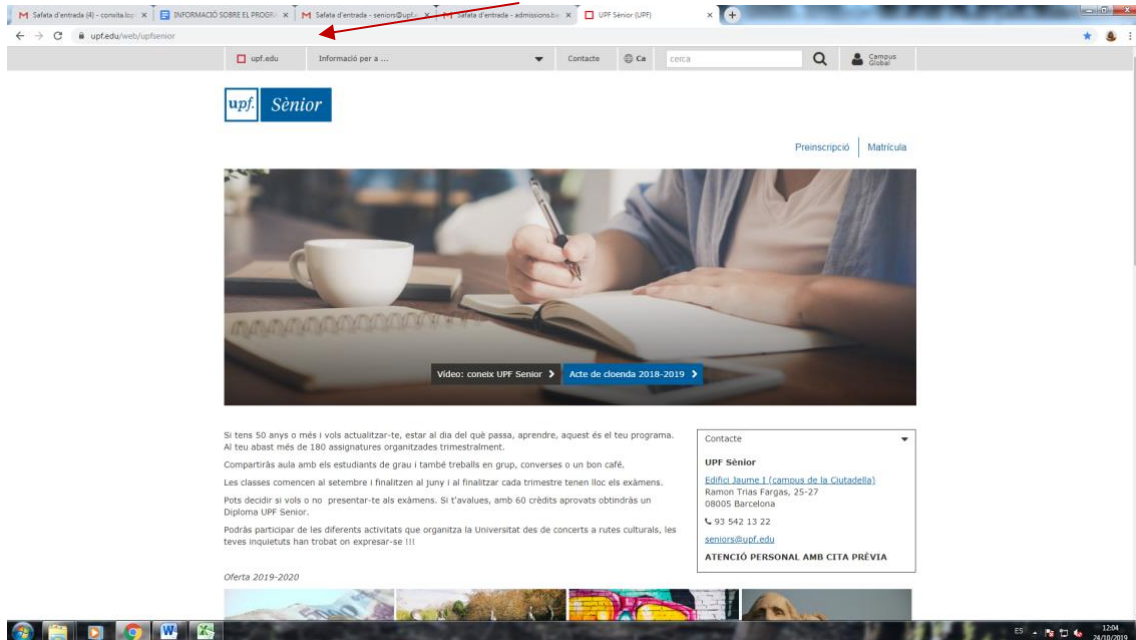 Safata d'entrada (4) - consulta.
INFORMACIÓ SOBRE EL PROGR
Safata d'entrada - seniors@upf.e
Safata d'entrada - admissions.
UPF Sènior (UPF)
upf.edu/web/upfsenior
upf.edu
Informació per a ...
Contacte
Ca
cerca
Campus Global
upf. Sènior
Preinscripció
Matrícula
Vídeo: coneix UPF Senior
Acte de cloenda 2018-2019
Si tens 50 anys o més i vols actualitzar-te, estar al dia del què passa, aprendre, aquest és el teu programa.
Al teu abast més de 180 assignatures organitzades trimestralment.
Compartiràs aula amb els estudiants de grau i també treballs en grup, converses o un bon café.
Les classes comencen al setembre i finalitzen al juny i al finalitzar cada trimestre tenen lloc els exàmens.
Pots decidir si vols o no presentar-te als exàmens. Si t'avalues, amb 60 crèdits aprovats obtindràs un
Diploma UPF Senior.
Podràs participar de les diferents activitats que organitza la Universitat des de concerts a rutes culturals, les
teves inquietuts han trobat on expresar-se !!!
Contacte
UPF Sènior
Edifici Jaume I (campus de la Ciutadella)
Ramon Trias Fargas, 25-27
08005 Barcelona
93 542 13 22
seniors@upf.edu
ATENCIÓ PERSONAL AMB CITA PRÈVIA
Oferta 2019-2020
ES
12:04
24/10/2019